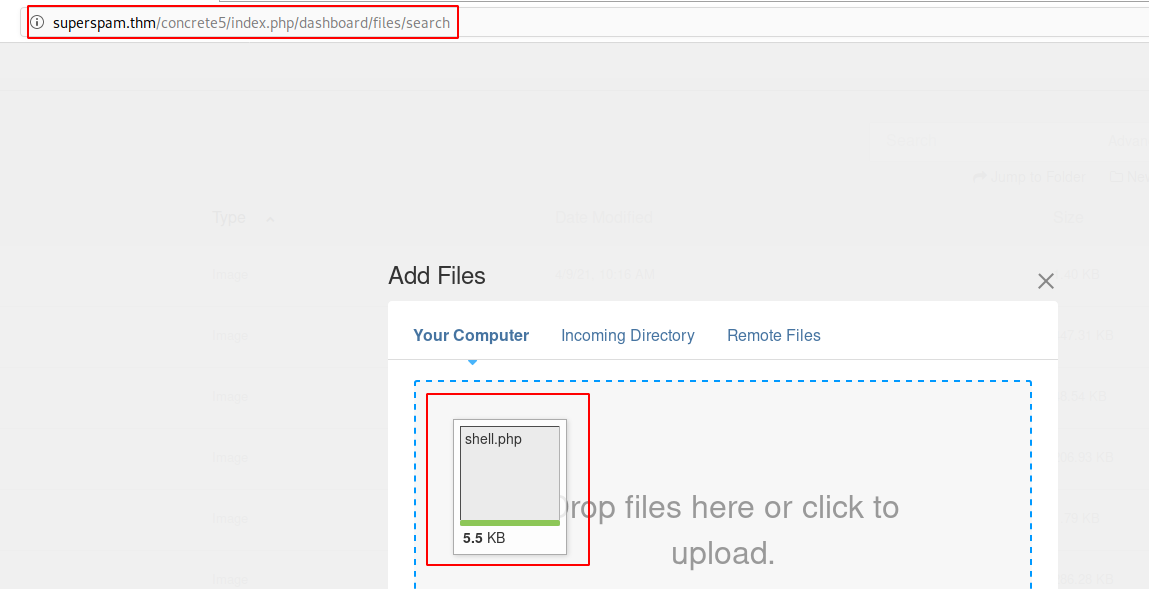 superspam.thm/concrete5/index.php/dashboard/files/search
Jump to Folder
Type
Date Modified
Size
Image
Add Files
Image
Your Computer Incoming Directory Remote Files
Image
shell.php
Image
Drop files here or click to
upload.
Image
5.5 KB
Image